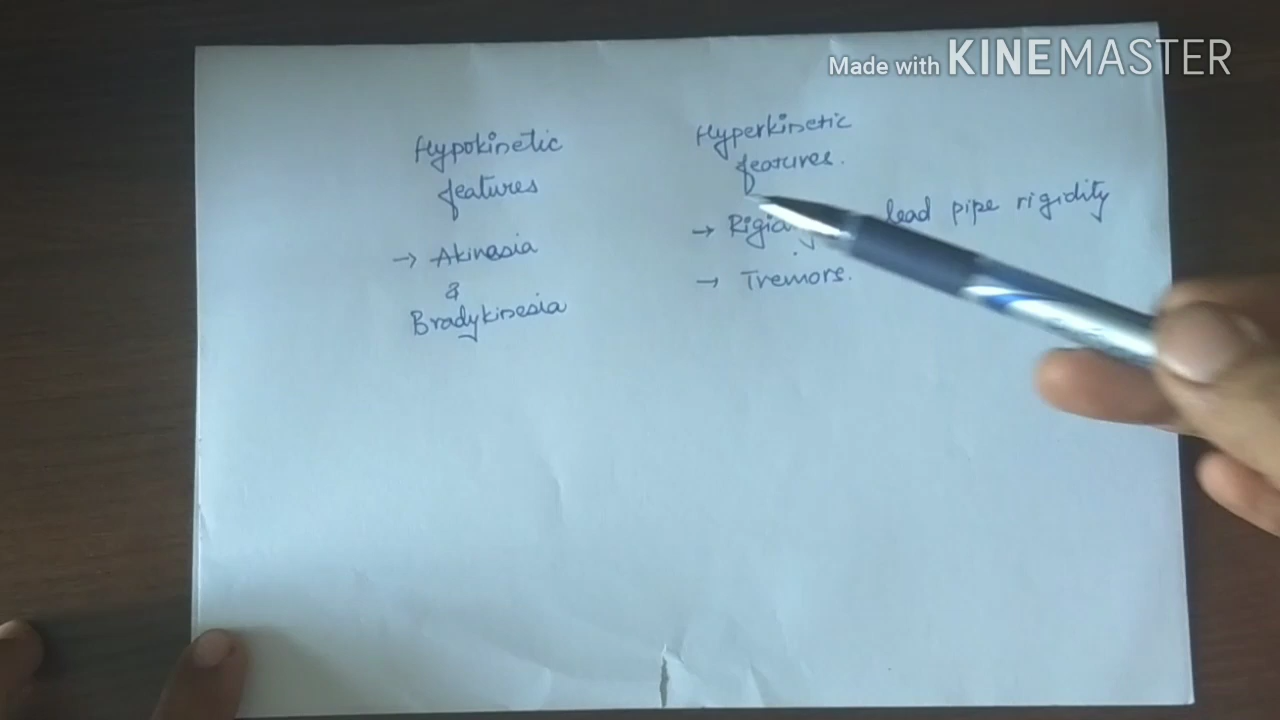 Made with KINEMASTER
Hypokinetic
features
→ Akinesia
&
Bradykinesia
Hyperkinetic
features.
→ lead pipe rigidity
→ Tremors.